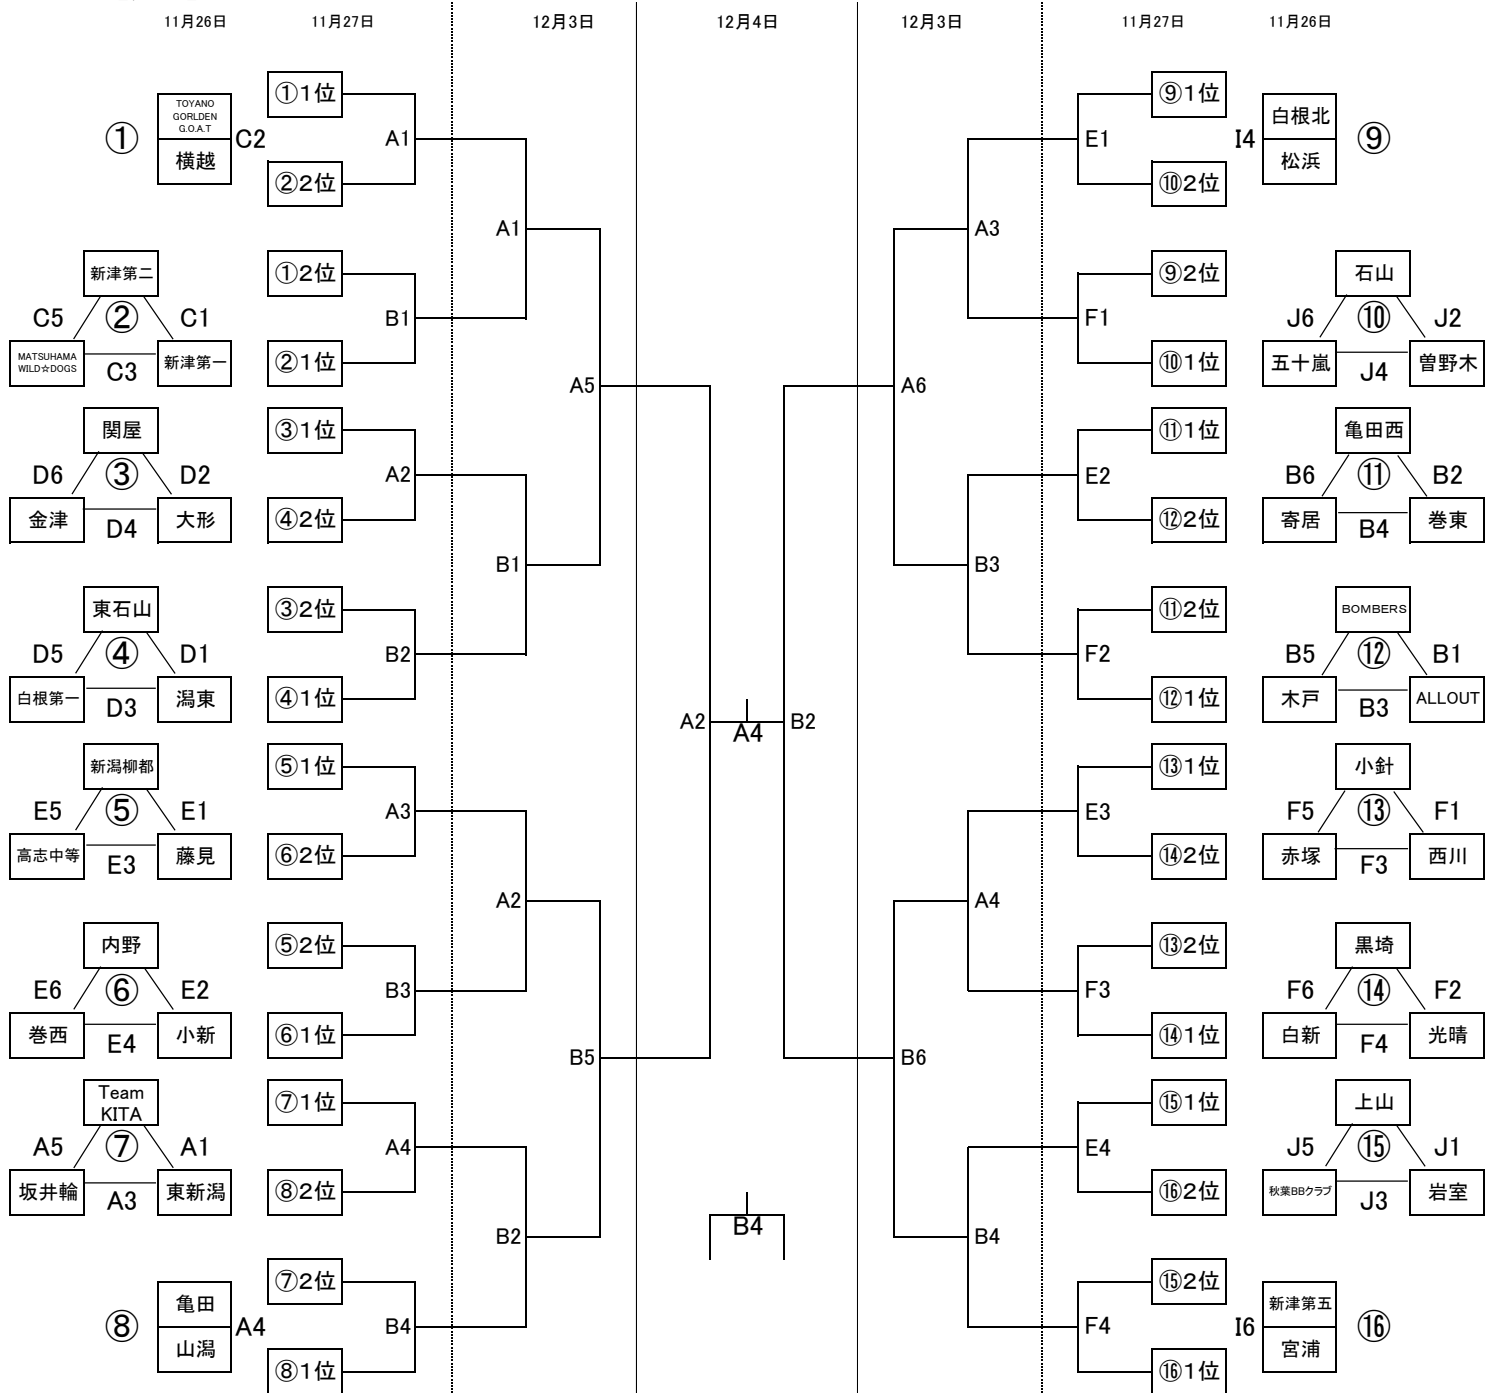 11月26日
11月27日
12月3日
12月4日
12月3日
11月27日
11月26日
①
TOYANO
GORLDEN
G.O.A.T
横越
C2
①1位
A1
②2位
新津第二
②
C5
C1
MATSUHAMA
WILD☆DOGS
新津第一
C3
①2位
B1
②1位
A1
関屋
③
D6
D2
金津
大形
D4
③1位
A2
④2位
東石山
④
D5
D1
白根第一
潟東
D3
③2位
B2
④1位
B1
A5
新潟柳都
⑤
E5
E1
高志中等
藤見
E3
⑤1位
A3
⑥2位
内野
⑥
E6
E2
巻西
小新
E4
⑤2位
B3
⑥1位
A2
Team
KITA
⑦
A5
A1
坂井輪
東新潟
A3
⑦1位
A4
⑧2位
⑧
亀田
山潟
A4
⑦2位
B4
⑧1位
B2
B5
A2
A4
B2
B4
⑨1位
E1
⑩2位
I4
白根北
松浜
⑨
A3
⑨2位
F1
⑩1位
石山
⑩
J6
J2
五十嵐
曽野木
J4
A6
⑪1位
E2
⑫2位
亀田西
⑪
B6
B2
寄居
巻東
B4
B3
⑪2位
F2
⑫1位
BOMBERS
⑫
B5
B1
木戸
ALLOUT
B3
⑬1位
E3
⑭2位
小針
⑬
F5
F1
赤塚
西川
F3
A4
⑬2位
F3
⑭1位
黒埼
⑭
F6
F2
白新
光晴
F4
B6
⑮1位
E4
⑯2位
上山
⑮
J5
J1
秋葉BBクラブ
岩室
J3
B4
⑮2位
F4
⑯1位
I6
新津第五
宮浦
⑯